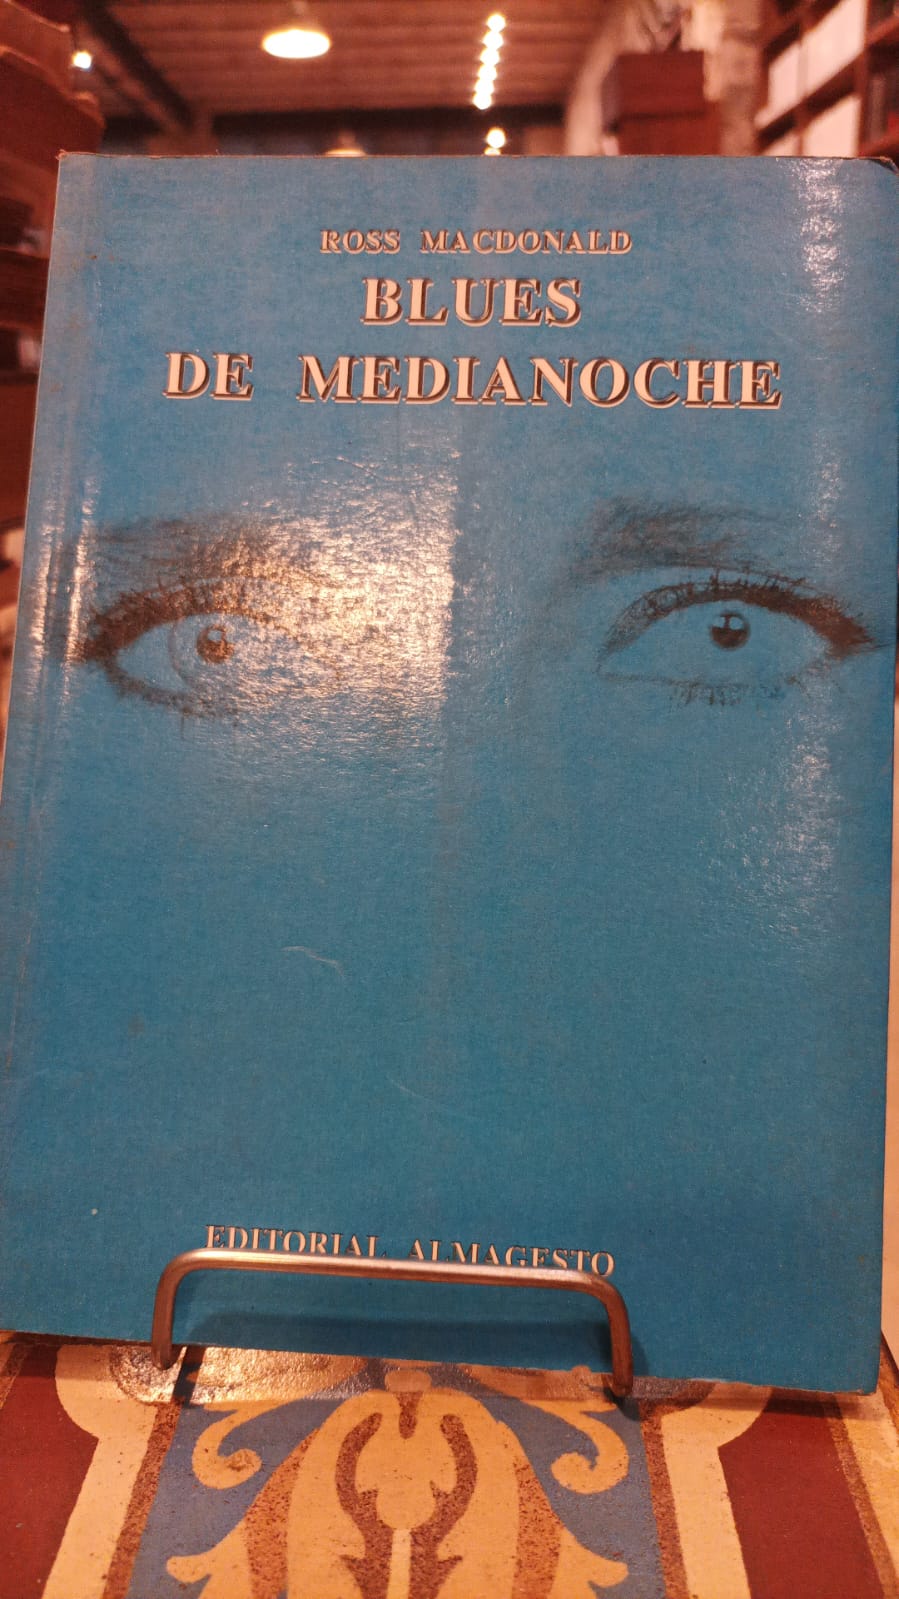 ROSS MACDONALD
BLUES
DE MEDIANOCHE
EDITORIAL ALMAGESTO